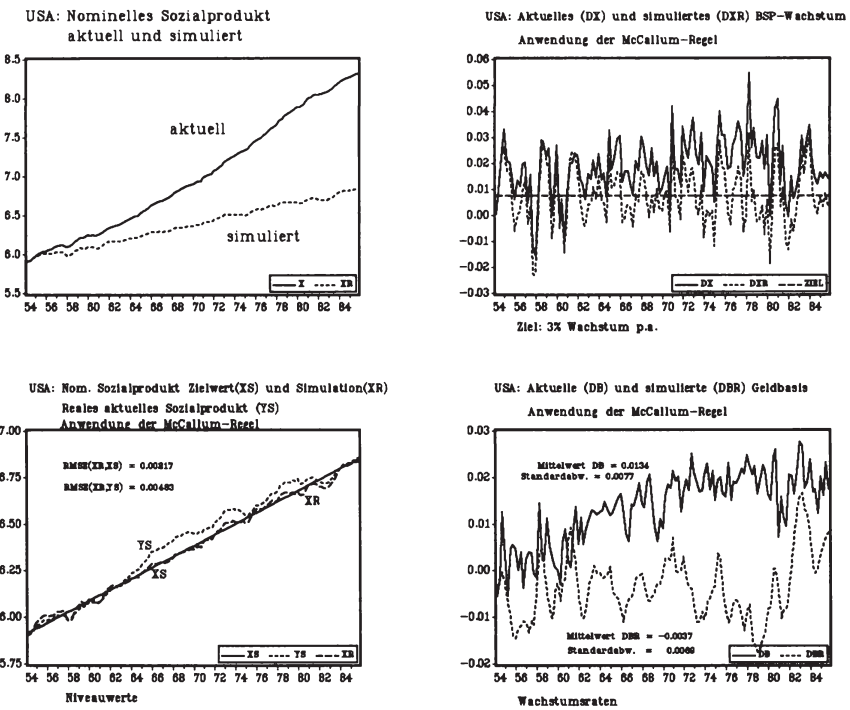 USA: Nominelles Sozialprodukt
aktuell und simuliert
8.5
8.0
7.5
7.0
6.5
6.0
5.5
aktuell
simuliert
X XR
54 56 58 60 62 64 66 68 70 72 74 76 78 80 82 84
USA: Aktuelles (DX) und simuliertes (DXR) BSP-Wachstum
Anwendung der McCallum-Regel
0.06
0.05
0.04
0.03
0.02
0.01
0.00
-0.01
-0.02
-0.03
DX DXR ZIEL
54 56 58 60 62 64 66 68 70 72 74 76 78 80 82 84
Ziel: 3% Wachstum p.a.
USA: Nom. Sozialprodukt Zielwert(XS) und Simulation(XR)
Reales aktuelles Sozialprodukt (YS)
Anwendung der McCallum-Regel
7.00
6.75
6.50
6.25
6.00
5.75
RMSE(XR,XS) = 0.00217
RMSE(XR,YS) = 0.00483
YS
XS
XR
XS YS XR
54 56 58 60 62 64 66 68 70 72 74 76 78 80 82 84
Niveauwerte
USA: Aktuelle (DB) und simulierte (DBR) Geldbasis
Anwendung der McCallum-Regel
0.03
0.02
0.01
0.00
-0.01
-0.02
Mittelwert DB = 0.0134
Standardabw. = 0.0077
Mittelwert DBR = -0.0037
Standardabw. = 0.0069
DB DBR
54 56 58 60 62 64 66 68 70 72 74 76 78 80 82 84
Wachstumsraten